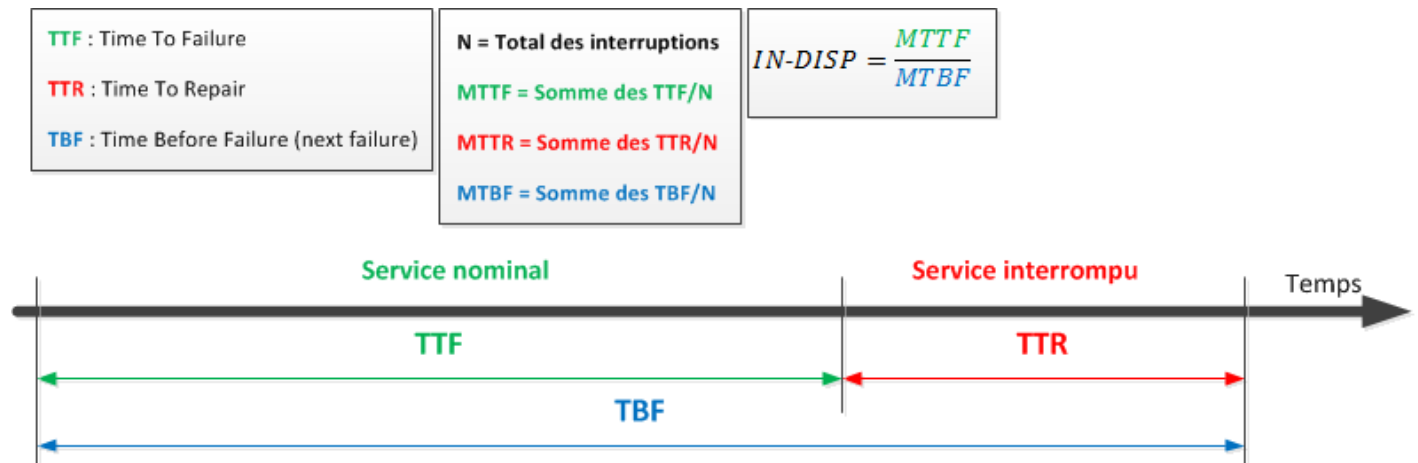 TTF : Time To Failure
TTR : Time To Repair
TBF : Time Before Failure (next failure)
N = Total des interruptions
MTTF = Somme des TTF/N
MTTR = Somme des TTR/N
MTBF = Somme des TBF/N
IN-DISP = MTTF / MTBF
Service nominal
Service interrompu
Temps
TTF
TTR
TBF